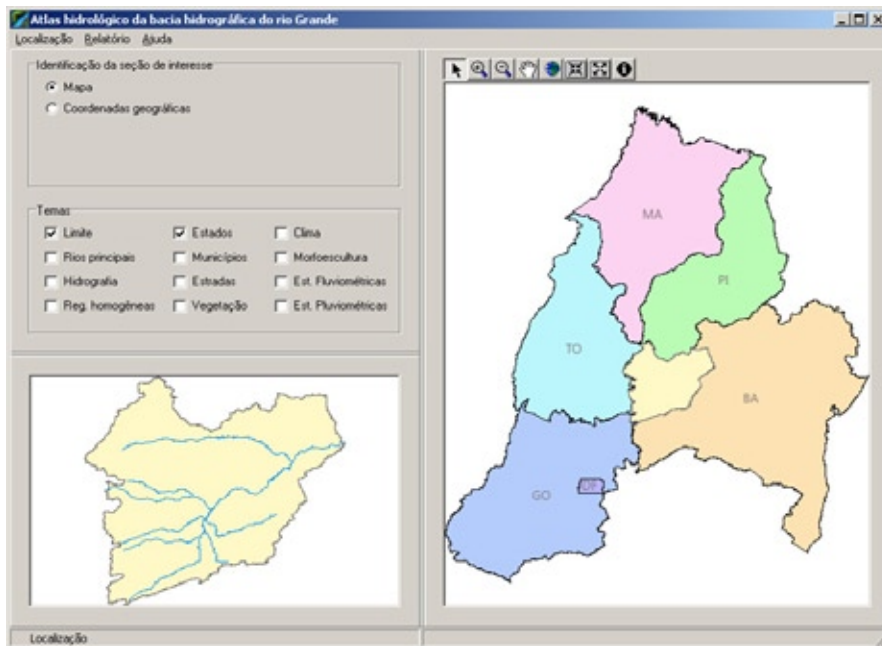 Atlas hidrológico da bacia hidrográfica do rio Grande
Localização Relatório Ajuda
Identificação da seção de interesse
Mapa
Coordenadas geográficas
Temas
Limite Estados Clima
Rios principais Municípios Morfoescultura
Hidrografia Estradas Est. Fluviométricas
Reg. homogêneas Vegetação Est. Pluviométricas
MA
PI
TO
BA
GO
DF
Localização